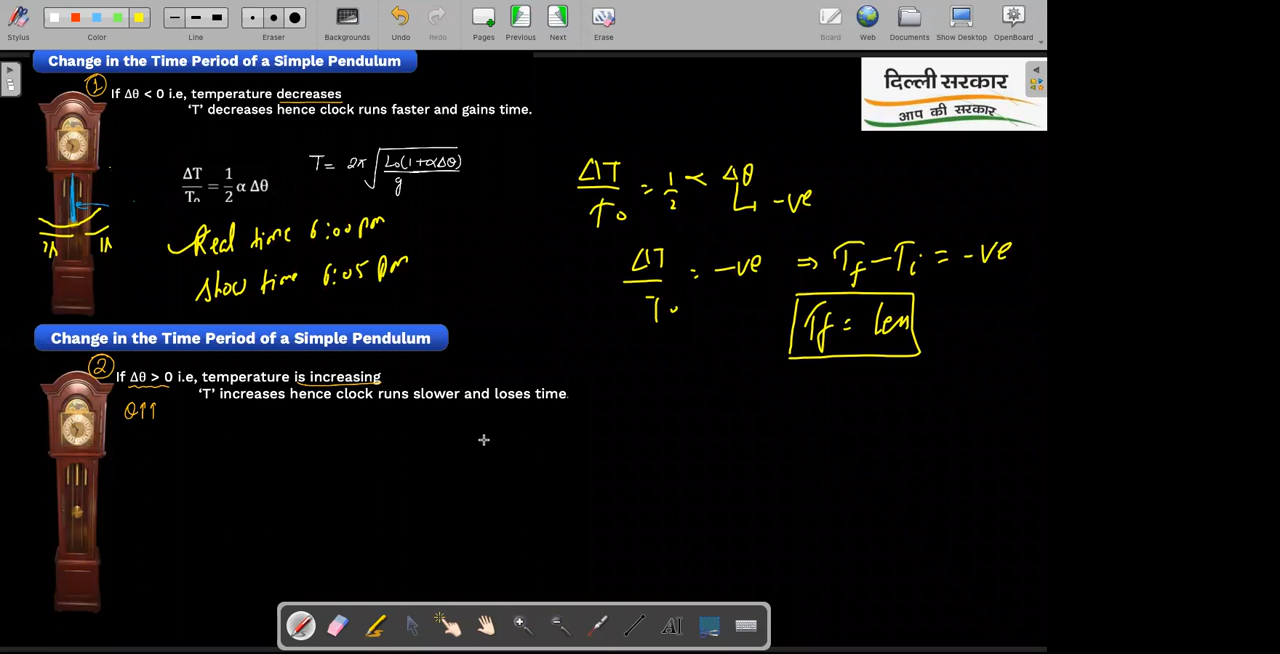 Stylus
Color
Line
Eraser
Backgrounds
Undo
Redo
Pages
Previous
Next
Erase
Board
Web
Documents
Show Desktop
OpenBoard
Change in the Time Period of a Simple Pendulum
1
If Δθ < 0 i.e, temperature decreases
‘T’ decreases hence clock runs faster and gains time.
ΔT/T₀ = 1/2 α Δθ
T = 2π √(L₀(1+αΔθ)/g)
Real time 6:00 pm
Show time 6:05 pm
दिल्ली सरकार
आप की सरकार
ΔT/T₀ = 1/2 α Δθ
-ve
ΔT/T₀ = -ve ⇒ Tf - Ti = -ve
Tf = less
Change in the Time Period of a Simple Pendulum
2
If Δθ > 0 i.e, temperature is increasing
‘T’ increases hence clock runs slower and loses time.
θ↑↑
AI